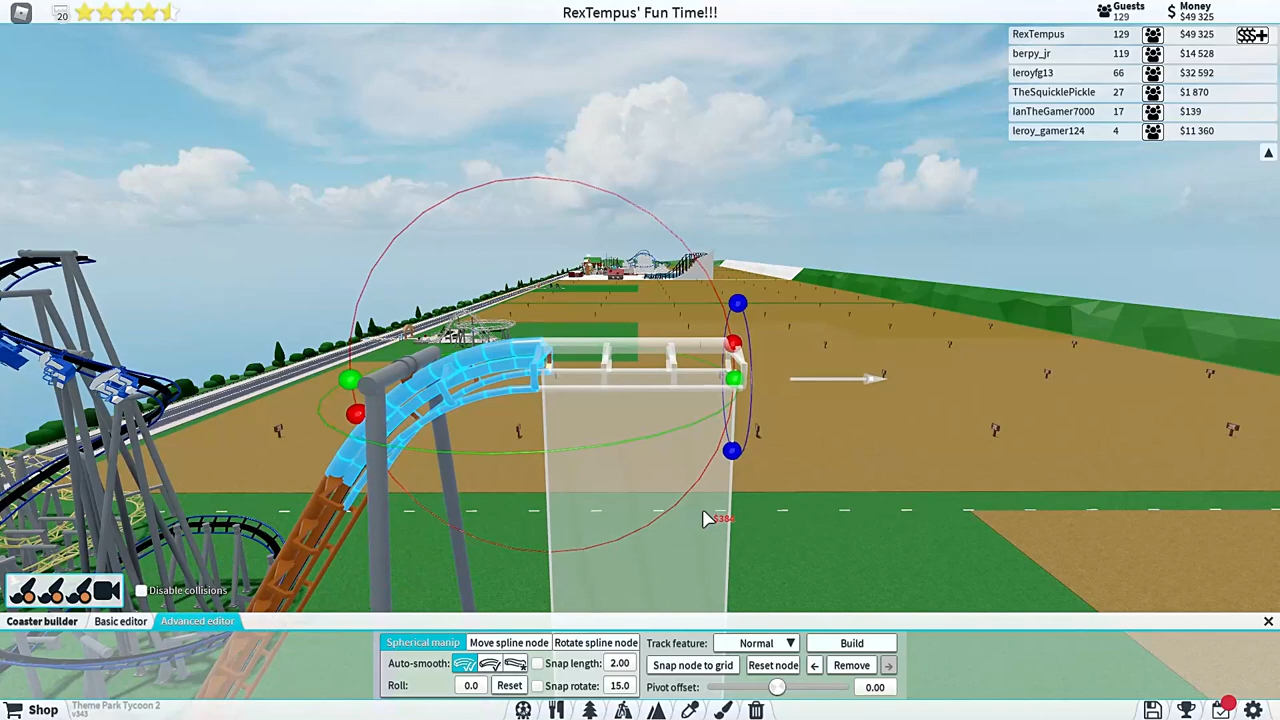 20
RexTempus' Fun Time!!!
Guests
129
Money
$49 325
RexTempus 129 $49 325 $$$+
berpy_jr 119 $14 528
leroyfg13 66 $32 592
TheSquicklePickle 27 $1 870
IanTheGamer7000 17 $139
leroy_gamer124 4 $11 360
Disable collisions
Coaster builder Basic editor Advanced editor
Spherical manip Move spline node Rotate spline node Track feature: Normal Build
Auto-smooth: Snap length: 2.00 Snap node to grid Reset node Remove
Roll: 0.0 Reset Snap rotate: 15.0 Pivot offset: 0.00
Shop
Theme Park Tycoon 2
v343